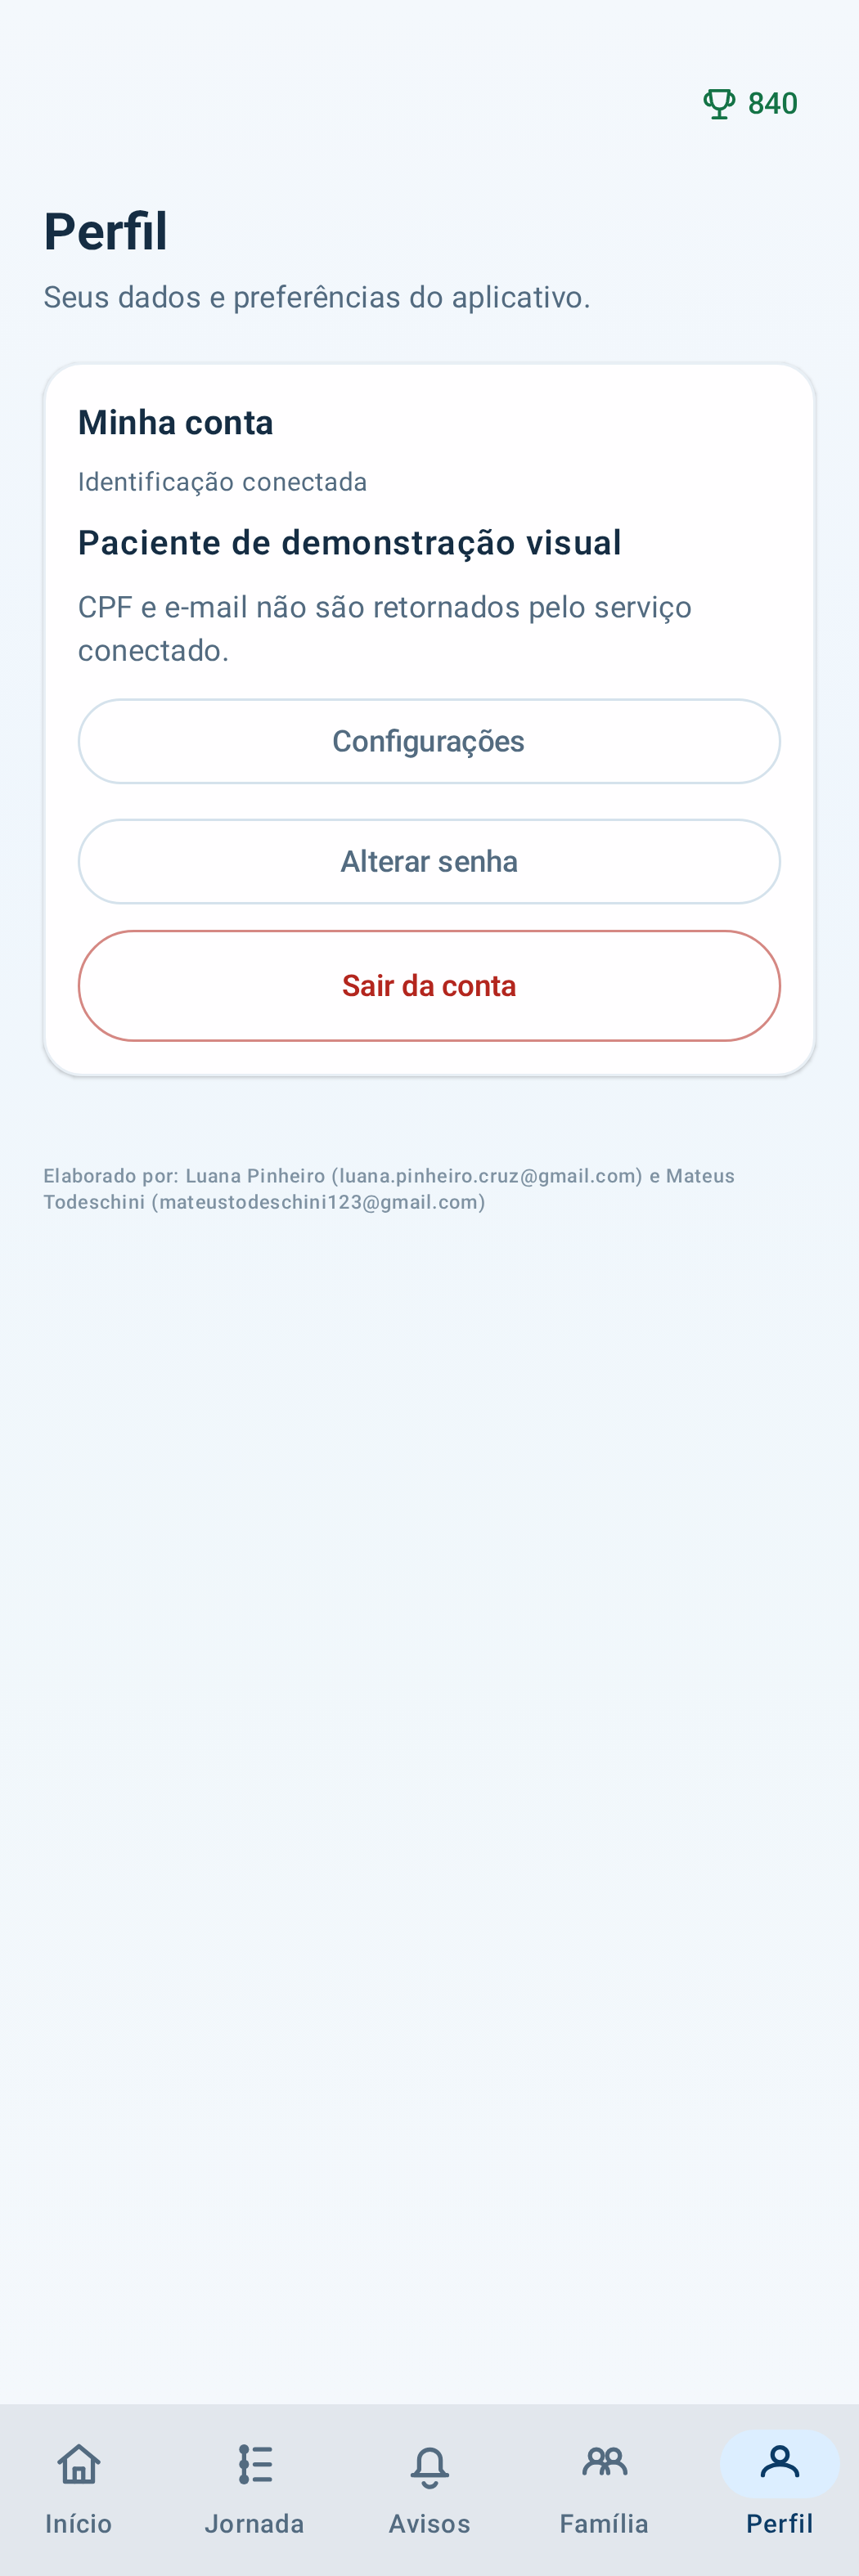 840
Perfil
Seus dados e preferências do aplicativo.
Minha conta
Identificação conectada
Paciente de demonstração visual
CPF e e-mail não são retornados pelo serviço
conectado.
Configurações
Alterar senha
Sair da conta
Elaborado por: Luana Pinheiro (luana.pinheiro.cruz@gmail.com) e Mateus
Todeschini (mateustodeschini123@gmail.com)
Início Jornada Avisos Família Perfil